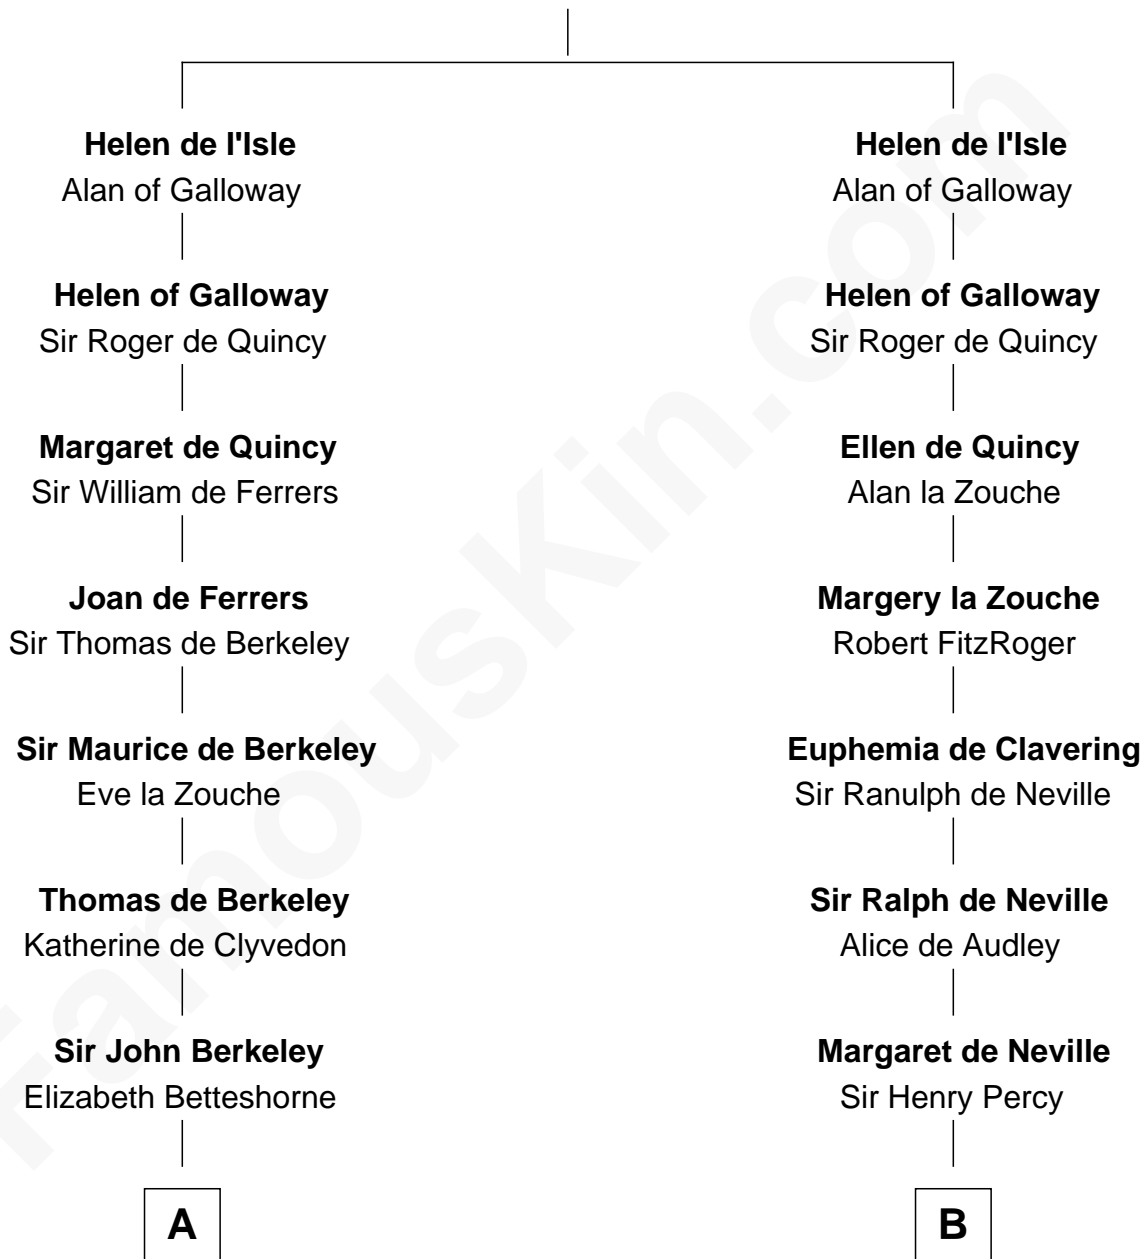 Helen de l'Isle
Alan of Galloway
Helen of Galloway
Sir Roger de Quincy
Margaret de Quincy
Sir William de Ferrers
Joan de Ferrers
Sir Thomas de Berkeley
Sir Maurice de Berkeley
Eve la Zouche
Thomas de Berkeley
Katherine de Clyvedon
Sir John Berkeley
Elizabeth Betteshorne
A
Helen de l'Isle
Alan of Galloway
Helen of Galloway
Sir Roger de Quincy
Ellen de Quincy
Alan la Zouche
Margery la Zouche
Robert FitzRoger
Euphemia de Clavering
Sir Ranulph de Neville
Sir Ralph de Neville
Alice de Audley
Margaret de Neville
Sir Henry Percy
B
FamousKin.com